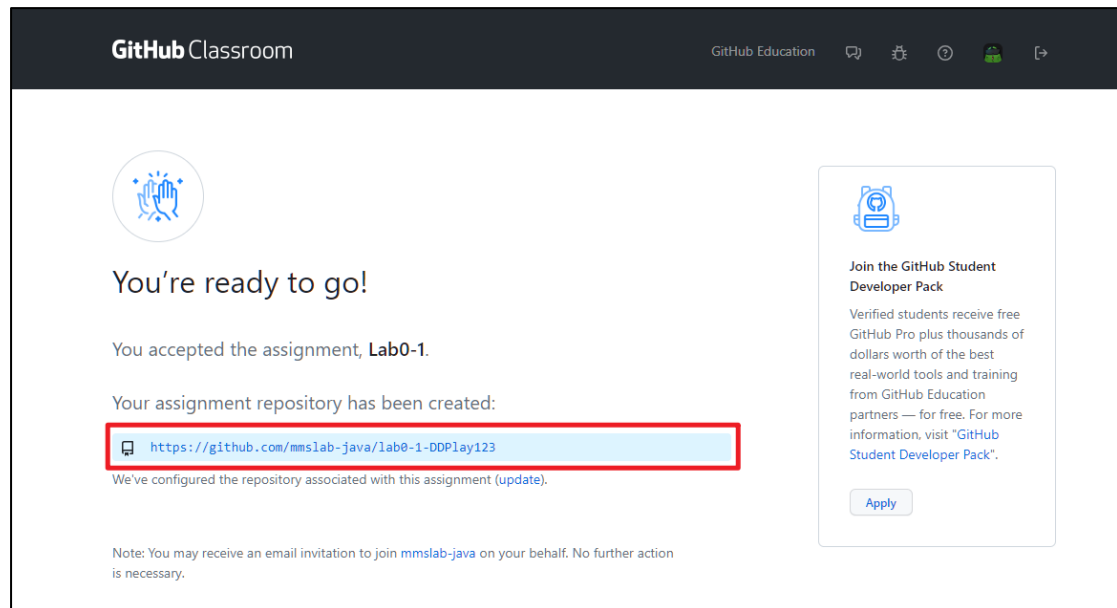 GitHub Classroom
GitHub Education
You're ready to go!
You accepted the assignment, Lab0-1.
Your assignment repository has been created:
https://github.com/mmslab-java/lab0-1-DDPlay123
We've configured the repository associated with this assignment (update).
Note: You may receive an email invitation to join mmslab-java on your behalf. No further action
is necessary.
Join the GitHub Student
Developer Pack
Verified students receive free
GitHub Pro plus thousands of
dollars worth of the best
real-world tools and training
from GitHub Education
partners — for free. For more
information, visit "GitHub
Student Developer Pack".
Apply